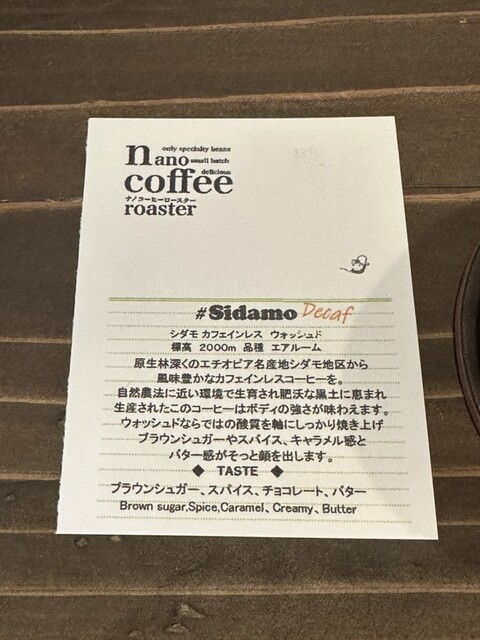 only specialty beans
nano small batch
delicious
coffee
ナノコーヒーロースター
roaster
#Sidamo Decaf
シダモ カフェインレス ウォッシュド
標高 2000m 品種 エアルーム
原生林深くのエチオピア名産地シダモ地区から
風味豊かなカフェインレスコーヒーを。
自然農法に近い環境で生育され肥沃な黒土に恵まれ
生産されたこのコーヒーはボディの強さが味わえます。
ウォッシュドならではの酸質を軸にしっかり焼き上げ
ブラウンシュガーやスパイス、キャラメル感と
バター感がそっと顔を出します。
◆ TASTE ◆
ブラウンシュガー、スパイス、チョコレート、バター
Brown sugar,Spice,Caramel、Creamy、Butter